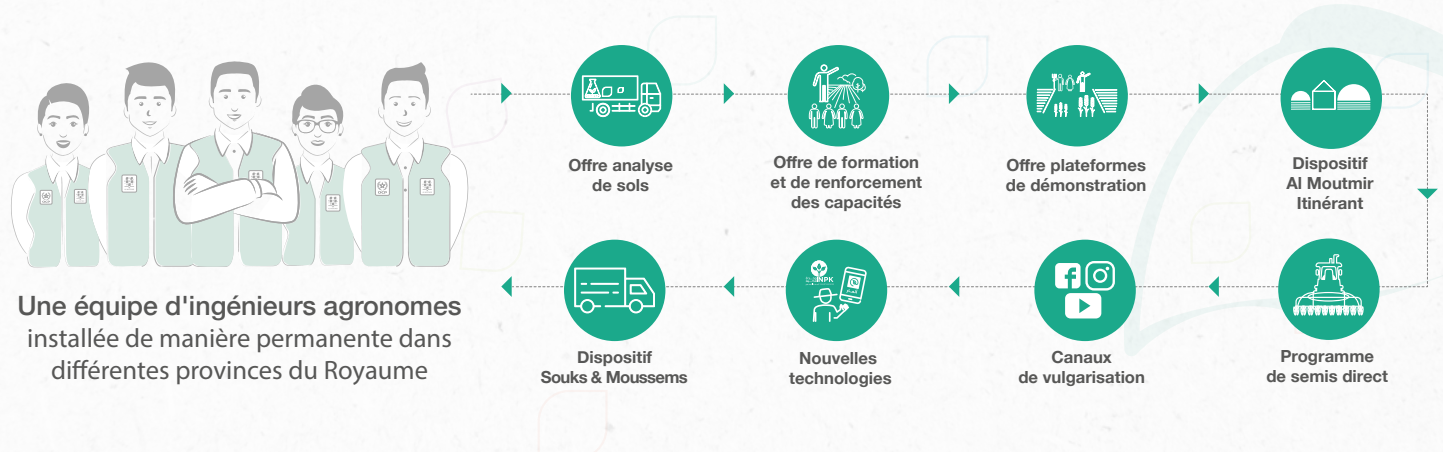 Une équipe d'ingénieurs agronomes
installée de manière permanente dans
différentes provinces du Royaume
Offre analyse
de sols
Offre de formation
et de renforcement
des capacités
Offre plateformes
de démonstration
Dispositif
Al Moutmir
Itinérant
Programme
de semis direct
Canaux
de vulgarisation
NPK
Nouvelles
technologies
Dispositif
Souks & Moussems